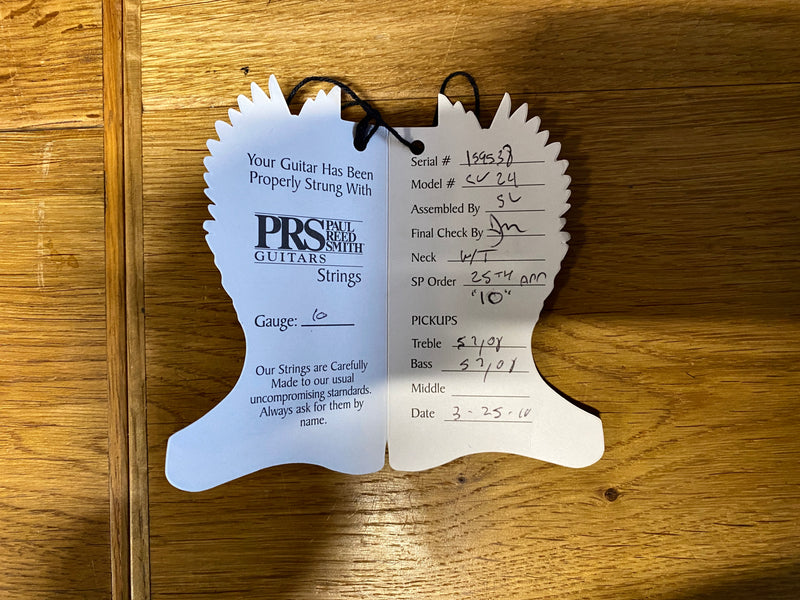 Your Guitar Has Been
Properly Strung With
PRS PAUL
REED
SMITH
GUITARS
Strings
Gauge: 10
Our Strings are Carefully
Made to our usual
uncompromising starndards.
Always ask for them by
name.
Serial # 159538
Model # CU 24
Assembled By
Final Check By
Neck W/T
SP Order 25TH Ann
"10"
PICKUPS
Treble 57/08
Bass 57/08
Middle
Date 3-25-10